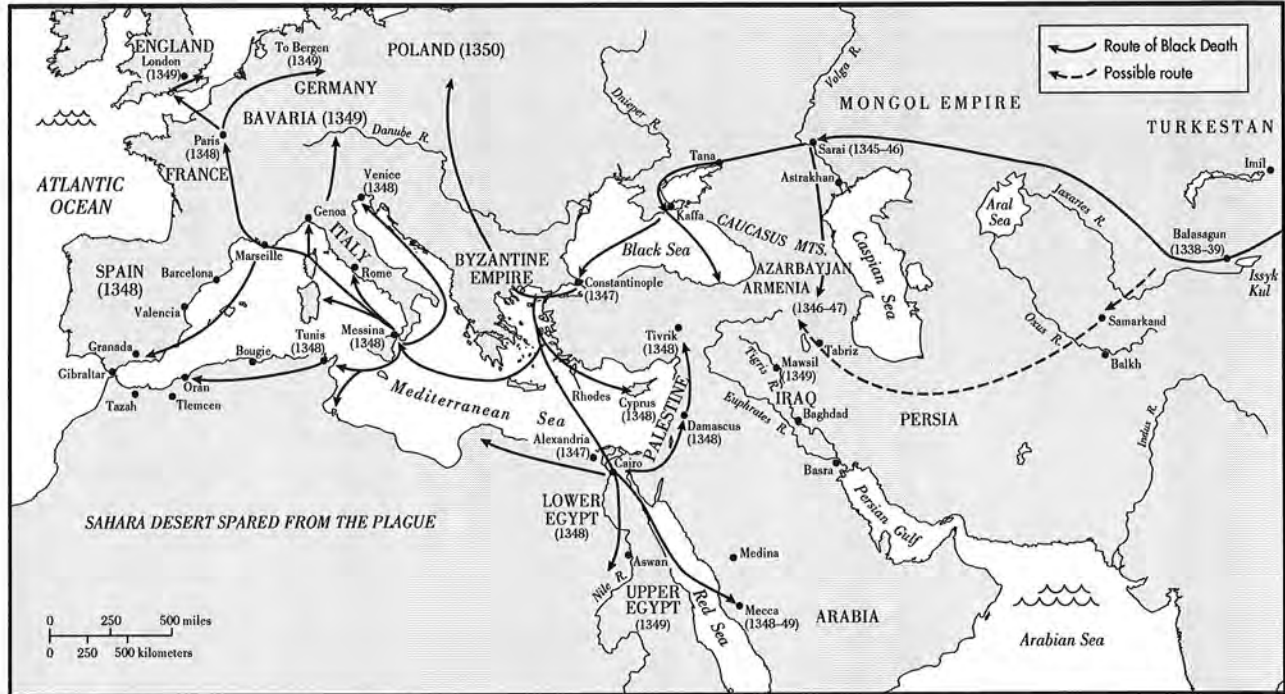 Route of Black Death
Possible route
ENGLAND
London
(1349)
To Bergen
(1349)
POLAND (1350)
GERMANY
BAVARIA (1349)
Paris
(1348)
FRANCE
Danube R.
Dnieper R.
Volga R.
MONGOL EMPIRE
TURKESTAN
ATLANTIC
OCEAN
Venice
(1348)
Genoa
ITALY
Rome
Marseille
SPAIN
(1348)
Barcelona
Valencia
Granada
Gibraltar
Tazah
Tlemcen
Oran
Bougie
Tunis
(1348)
Messina
(1348)
BYZANTINE
EMPIRE
Tana
Kaffa
Black Sea
Constantinople
(1347)
Sarai (1345–46)
Astrakhan
CAUCASUS MTS.
Caspian Sea
AZARBAYJAN
ARMENIA
(1346–47)
Aral
Sea
Jaxartes R.
Imil
Balasagun
(1338–39)
Issyk
Kul
Samarkand
Oxus R.
Balkh
Tivrik
(1348)
Tabriz
Tigris R.
Mawsil
(1349)
IRAQ
Euphrates R.
Baghdad
PERSIA
Basra
Persian Gulf
Indus R.
Mediterranean
Sea
Rhodes
Cyprus
(1348)
PALESTINE
Damascus
(1348)
Alexandria
(1347)
Cairo
LOWER
EGYPT
(1348)
Nile R.
Aswan
UPPER
EGYPT
(1349)
Red Sea
Medina
Mecca
(1348–49)
ARABIA
Arabian Sea
SAHARA DESERT SPARED FROM THE PLAGUE
0 250 500 miles
0 250 500 kilometers